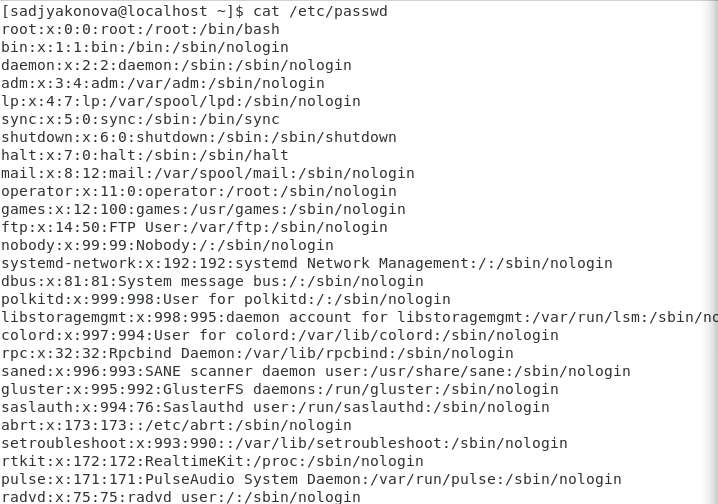 [sadjyakonova@localhost ~]$ cat /etc/passwd
root:x:0:0:root:/root:/bin/bash
bin:x:1:1:bin:/bin:/sbin/nologin
daemon:x:2:2:daemon:/sbin:/sbin/nologin
adm:x:3:4:adm:/var/adm:/sbin/nologin
lp:x:4:7:lp:/var/spool/lpd:/sbin/nologin
sync:x:5:0:sync:/sbin:/bin/sync
shutdown:x:6:0:shutdown:/sbin:/sbin/shutdown
halt:x:7:0:halt:/sbin:/sbin/halt
mail:x:8:12:mail:/var/spool/mail:/sbin/nologin
operator:x:11:0:operator:/root:/sbin/nologin
games:x:12:100:games:/usr/games:/sbin/nologin
ftp:x:14:50:FTP User:/var/ftp:/sbin/nologin
nobody:x:99:99:Nobody:/:/sbin/nologin
systemd-network:x:192:192:systemd Network Management:/:/sbin/nologin
dbus:x:81:81:System message bus:/:/sbin/nologin
polkitd:x:999:998:User for polkitd:/:/sbin/nologin
libstoragemgmt:x:998:995:daemon account for libstoragemgmt:/var/run/lsm:/sbin/no
colord:x:997:994:User for colord:/var/lib/colord:/sbin/nologin
rpc:x:32:32:Rpcbind Daemon:/var/lib/rpcbind:/sbin/nologin
saned:x:996:993:SANE scanner daemon user:/usr/share/sane:/sbin/nologin
gluster:x:995:992:GlusterFS daemons:/run/gluster:/sbin/nologin
saslauth:x:994:76:Saslauthd user:/run/saslauthd:/sbin/nologin
abrt:x:173:173::/etc/abrt:/sbin/nologin
setroubleshoot:x:993:990::/var/lib/setroubleshoot:/sbin/nologin
rtkit:x:172:172:RealtimeKit:/proc:/sbin/nologin
pulse:x:171:171:PulseAudio System Daemon:/var/run/pulse:/sbin/nologin
radvd:x:75:75:radvd user:/:/sbin/nologin